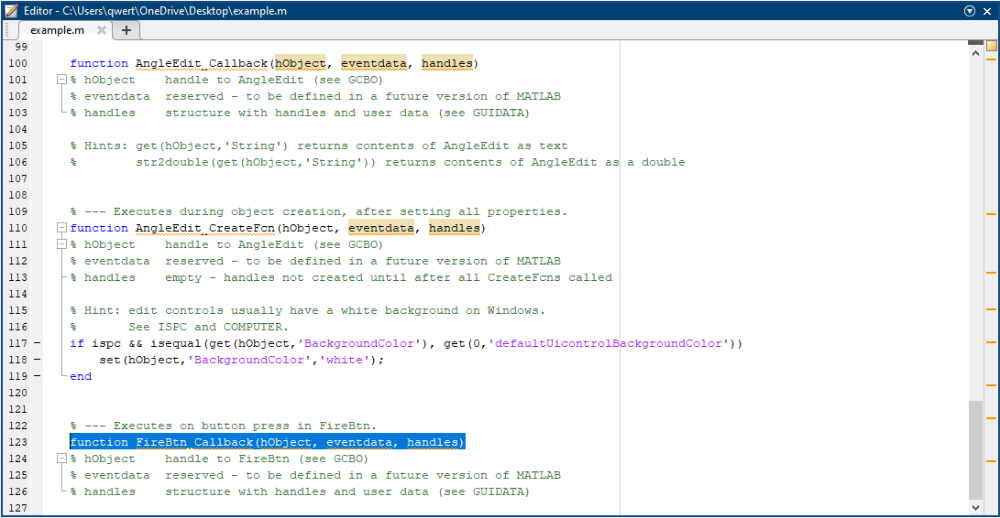 Editor - C:\Users\qwert\OneDrive\Desktop\example.m
example.m
99
100 function AngleEdit_Callback(hObject, eventdata, handles)
101 % hObject    handle to AngleEdit (see GCBO)
102 % eventdata  reserved - to be defined in a future version of MATLAB
103 % handles    structure with handles and user data (see GUIDATA)
104
105 % Hints: get(hObject,'String') returns contents of AngleEdit as text
106 %        str2double(get(hObject,'String')) returns contents of AngleEdit as a double
107
108
109 % --- Executes during object creation, after setting all properties.
110 function AngleEdit_CreateFcn(hObject, eventdata, handles)
111 % hObject    handle to AngleEdit (see GCBO)
112 % eventdata  reserved - to be defined in a future version of MATLAB
113 % handles    empty - handles not created until after all CreateFcns called
114
115 % Hint: edit controls usually have a white background on Windows.
116 %       See ISPC and COMPUTER.
117 if ispc && isequal(get(hObject,'BackgroundColor'), get(0,'defaultUicontrolBackgroundColor'))
118     set(hObject,'BackgroundColor','white');
119 end
120
121
122 % --- Executes on button press in FireBtn.
123 function FireBtn_Callback(hObject, eventdata, handles)
124 % hObject    handle to FireBtn (see GCBO)
125 % eventdata  reserved - to be defined in a future version of MATLAB
126 % handles    structure with handles and user data (see GUIDATA)
127